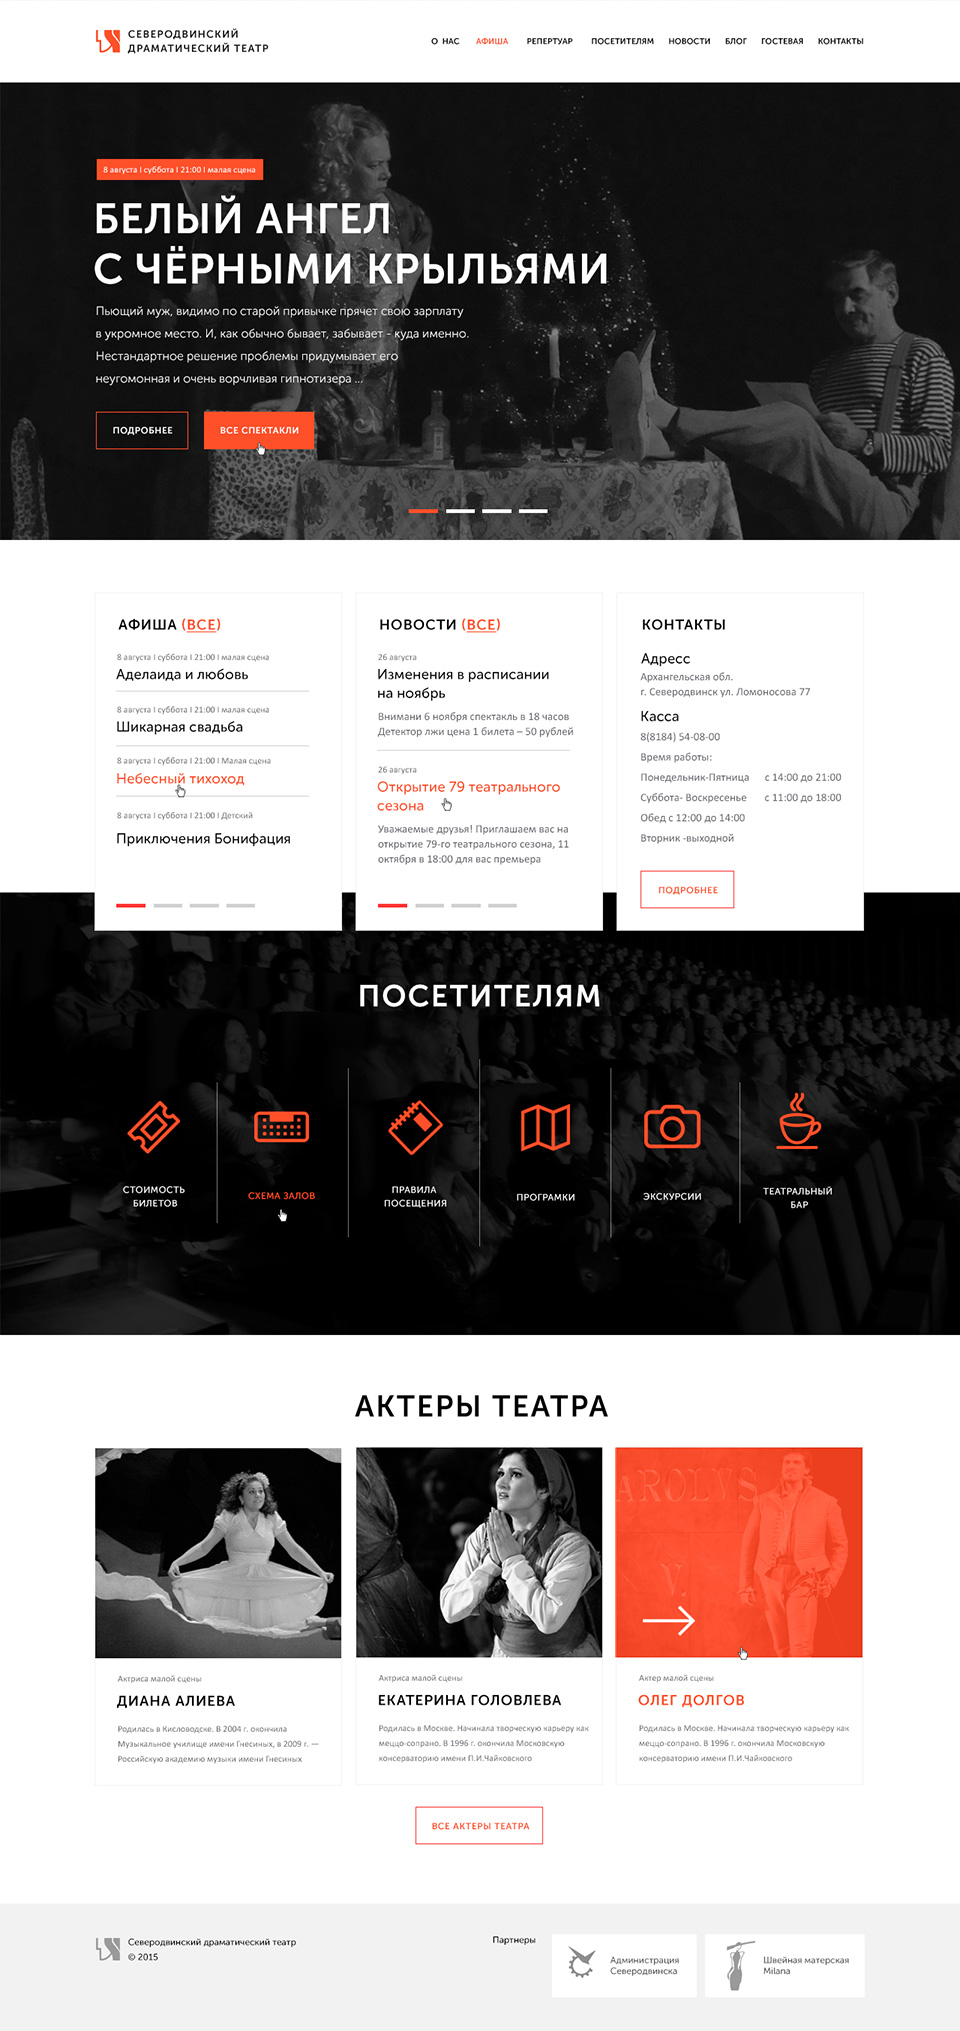 СЕВЕРОДВИНСКИЙ
ДРАМАТИЧЕСКИЙ ТЕАТР
О НАС АФИША РЕПЕРТУАР ПОСЕТИТЕЛЯМ НОВОСТИ БЛОГ ГОСТЕВАЯ КОНТАКТЫ
8 августа I суббота I 21:00 I малая сцена
БЕЛЫЙ АНГЕЛ
С ЧЁРНЫМИ КРЫЛЬЯМИ
Пьющий муж, видимо по старой привычке прячет свою зарплату
в укромное место. И, как обычно бывает, забывает - куда именно.
Нестандартное решение проблемы придумывает его
неугомонная и очень ворчливая гипнотизера ...
ПОДРОБНЕЕ ВСЕ СПЕКТАКЛИ
АФИША (ВСЕ)
8 августа I суббота I 21:00 I малая сцена
Аделаида и любовь
8 августа I суббота I 21:00 I малая сцена
Шикарная свадьба
8 августа I суббота I 21:00 I Малая сцена
Небесный тихоход
8 августа I суббота I 21:00 I Детский
Приключения Бонифация
НОВОСТИ (ВСЕ)
26 августа
Изменения в расписании
на ноябрь
Внимани 6 ноября спектакль в 18 часов
Детектор лжи цена 1 билета – 50 рублей
26 августа
Открытие 79 театрального
сезона
Уважаемые друзья! Приглашаем вас на
открытие 79-го театрального сезона, 11
октября в 18:00 для вас премьера
КОНТАКТЫ
Адресс
Архангельская обл.
г. Северодвинск ул. Ломоносова 77
Касса
8(8184) 54-08-00
Время работы:
Понедельник-Пятница с 14:00 до 21:00
Суббота- Воскресенье с 11:00 до 18:00
Обед с 12:00 до 14:00
Вторник -выходной
ПОДРОБНЕЕ
ПОСЕТИТЕЛЯМ
СТОИМОСТЬ
БИЛЕТОВ
СХЕМА ЗАЛОВ
ПРАВИЛА
ПОСЕЩЕНИЯ
ПРОГРАМКИ
ЭКСКУРСИИ
ТЕАТРАЛЬНЫЙ
БАР
АКТЕРЫ ТЕАТРА
Актриса малой сцены
ДИАНА АЛИЕВА
Родилась в Кисловодске. В 2004 г. окончила
Музыкальное училище имени Гнесиных, в 2009 г. —
Российскую академию музыки имени Гнесиных
Актриса малой сцены
ЕКАТЕРИНА ГОЛОВЛЕВА
Родилась в Москве. Начинала творческую карьеру как
меццо-сопрано. В 1996 г. окончила Московскую
консерваторию имени П.И.Чайковского
AROLVS
V.
Актер малой сцены
ОЛЕГ ДОЛГОВ
Родилась в Москве. Начинала творческую карьеру как
меццо-сопрано. В 1996 г. окончила Московскую
консерваторию имени П.И.Чайковского
ВСЕ АКТЕРЫ ТЕАТРА
Северодвинский драматический театр
© 2015
Партнеры
Администрация
Северодвинска
Швейная матерская
Milana